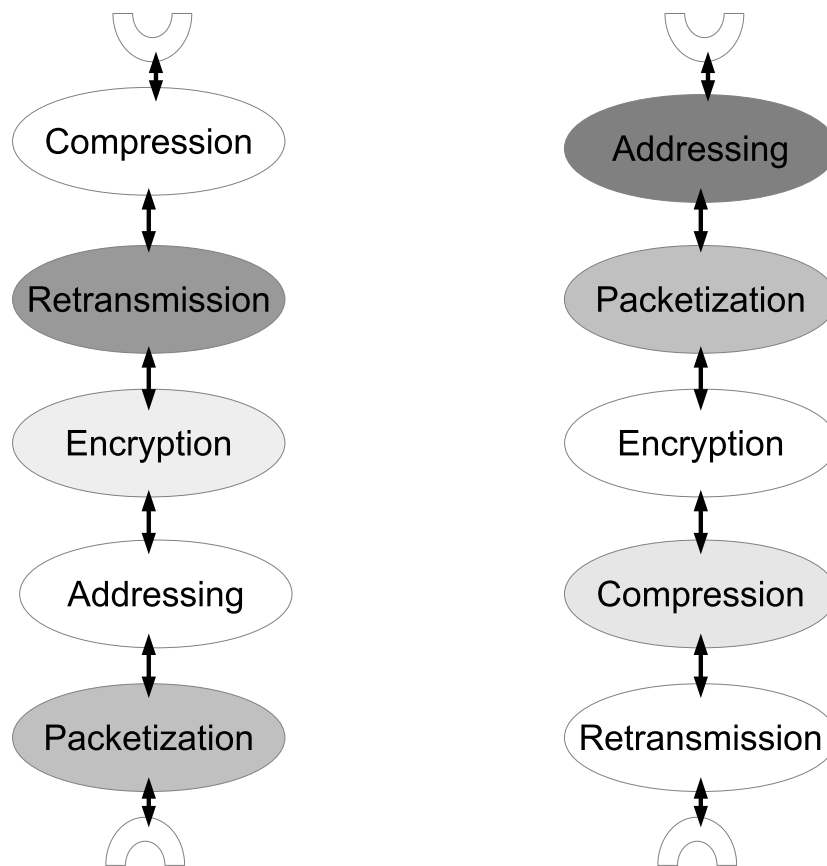 Compression
Retransmission
Encryption
Addressing
Packetization
Addressing
Packetization
Encryption
Compression
Retransmission